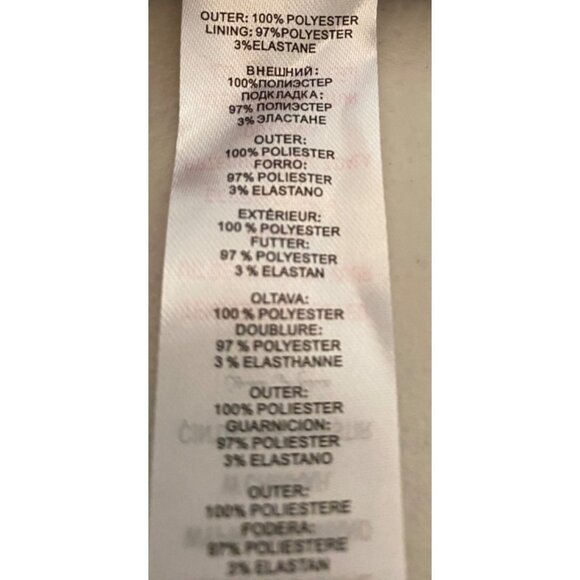 OUTER: 100% POLYESTER
LINING: 97%POLYESTER
3%ELASTANE
ВНЕШНИЙ:
100%ПОЛИЭСТЕР
ПОДКЛАДКА:
97% ПОЛИЭСТЕР
3% ЭЛАСТАНЕ
OUTER:
100% POLIESTER
FORRO:
97% POLIESTER
3% ELASTANO
EXTÉRIEUR:
100 % POLYESTER
FUTTER:
97 % POLYESTER
3 % ELASTAN
OLTAVA:
100 % POLYESTER
DOUBLURE:
97 % POLYESTER
3 % ELASTHANNE
OUTER:
100% POLIESTER
GUARNICION:
97% POLIESTER
3% ELASTANO
OUTER:
100% POLIESTERE
FODERA:
97% POLIESTERE
3% ELASTAN